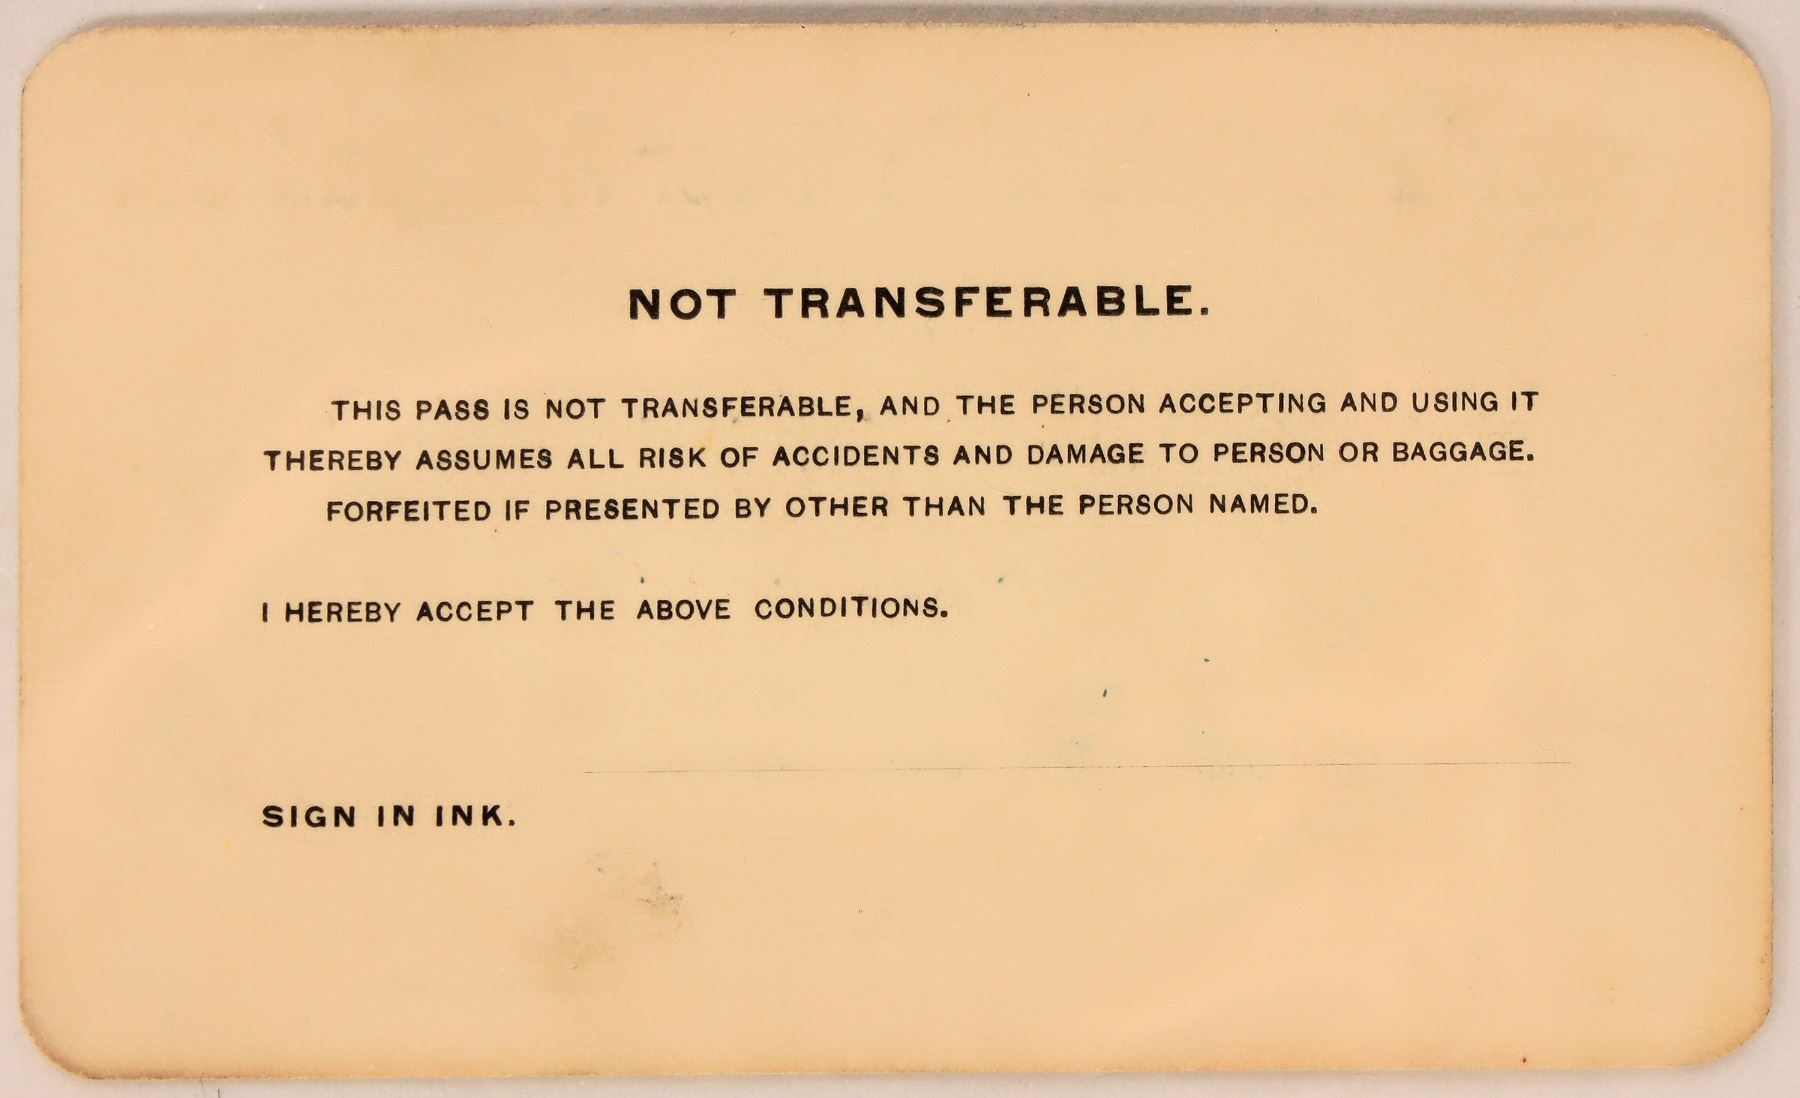 NOT TRANSFERABLE.
THIS PASS IS NOT TRANSFERABLE, AND THE PERSON ACCEPTING AND USING IT
THEREBY ASSUMES ALL RISK OF ACCIDENTS AND DAMAGE TO PERSON OR BAGGAGE.
FORFEITED IF PRESENTED BY OTHER THAN THE PERSON NAMED.
I HEREBY ACCEPT THE ABOVE CONDITIONS.
SIGN IN INK.